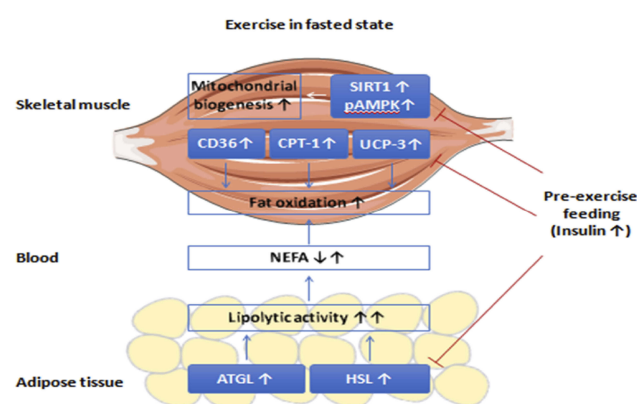 Exercise in fasted state
Skeletal muscle
Mitochondrial
biogenesis ↑
SIRT1 ↑
pAMPK↑
CD36↑
CPT-1↑
UCP-3↑
Fat oxidation ↑
Pre-exercise
feeding
(Insulin ↑)
Blood
NEFA ↓ ↑
Lipolytic activity ↑ ↑
Adipose tissue
ATGL ↑
HSL ↑